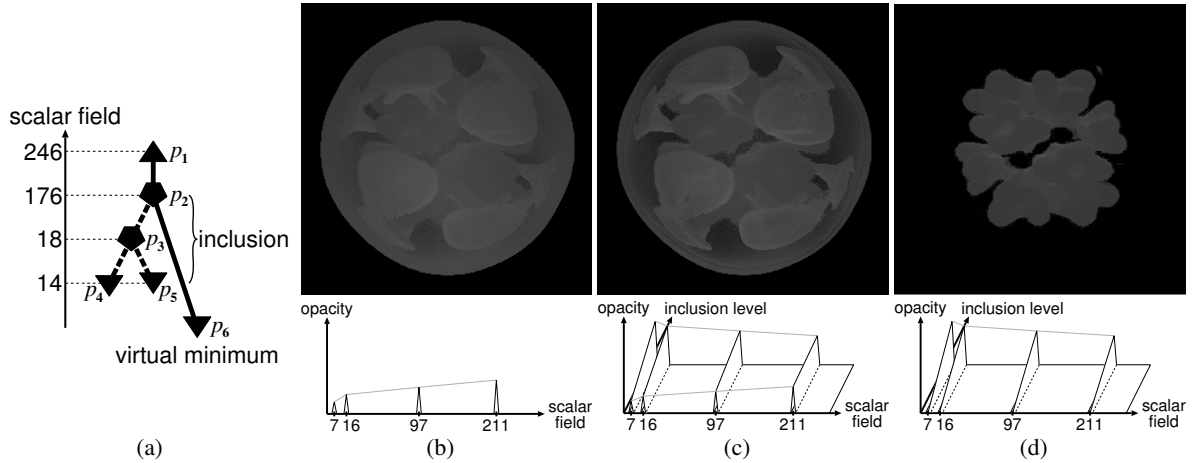 scalar field
246
p1
176
p2
inclusion
18
p3
14
p4
p5
p6
virtual minimum
(a)
opacity
7 16 97 211
scalar
field
(b)
opacity
inclusion level
7 16 97 211
scalar
field
(c)
opacity
inclusion level
7 16 97 211
scalar
field
(d)